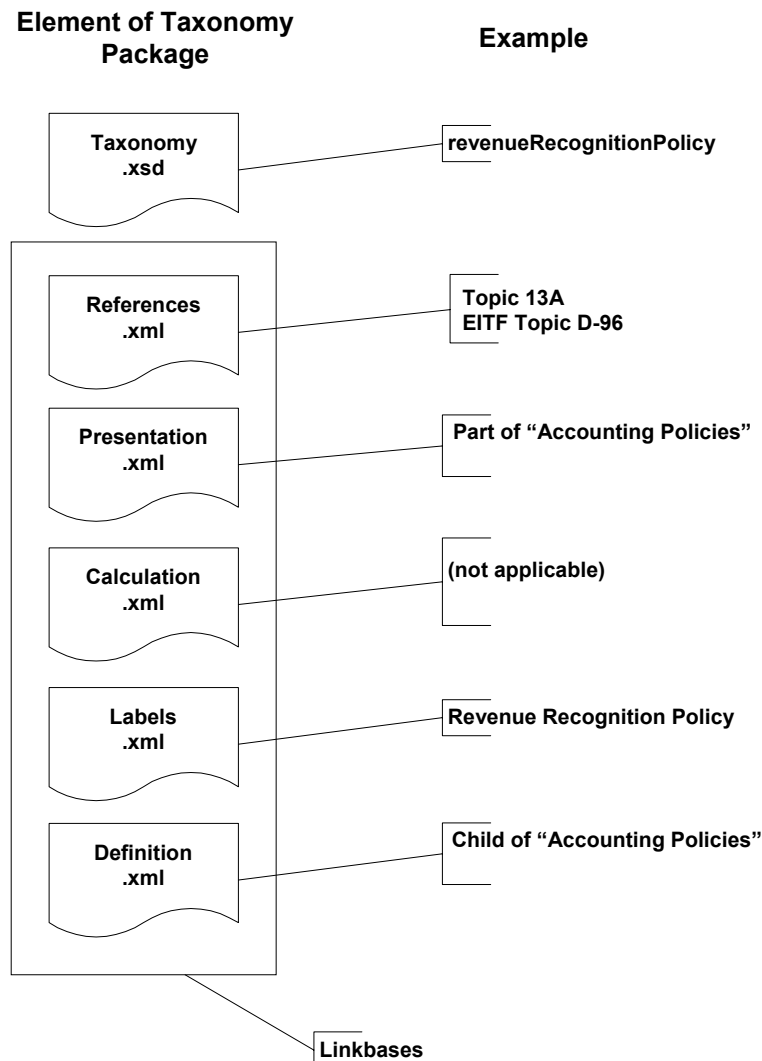 Element of Taxonomy
Package
Example
Taxonomy
.xsd
revenueRecognitionPolicy
References
.xml
Topic 13A
EITF Topic D-96
Presentation
.xml
Part of “Accounting Policies”
Calculation
.xml
(not applicable)
Labels
.xml
Revenue Recognition Policy
Definition
.xml
Child of “Accounting Policies”
Linkbases